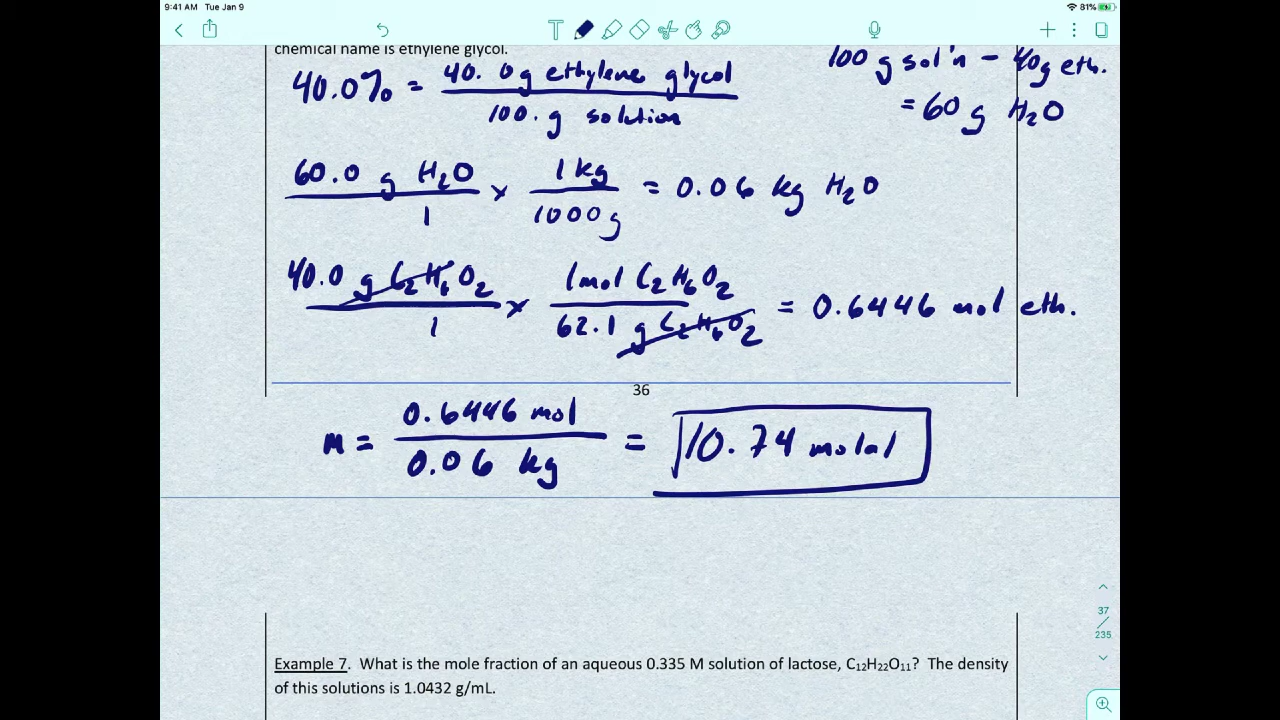 9:41 AM Tue Jan 9
81%
chemical name is ethylene glycol.
100 g sol'n - 40g eth.
= 60 g H₂O
40.0% = 40.0g ethylene glycol
100. g solution
60.0 g H₂O / 1 × 1 kg / 1000g = 0.06 kg H₂O
40.0 g C₂H₆O₂ / 1 × 1mol C₂H₆O₂ / 62.1 g C₂H₆O₂ = 0.6446 mol eth.
36
m = 0.6446 mol / 0.06 kg = 10.74 molal
37
/
235
Example 7. What is the mole fraction of an aqueous 0.335 M solution of lactose, C₁₂H₂₂O₁₁? The density
of this solutions is 1.0432 g/mL.